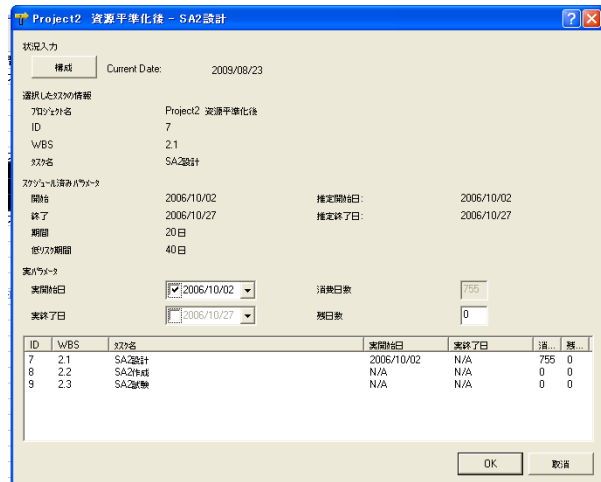 Project2 資源平準化後 - SA2設計
状況入力
構成 Current Date: 2009/08/23
選択したタスクの情報
プロジェクト名 Project2 資源平準化後
ID 7
WBS 2.1
タスク名 SA2設計
スケジュール済みパラメータ
開始 2006/10/02 推定開始日: 2006/10/02
終了 2006/10/27 推定終了日: 2006/10/27
期間 20日
低リスク期間 40日
実パラメータ
実開始日 2006/10/02 消費日数 755
実終了日 2006/10/27 残日数 0
ID WBS タスク名 実開始日 実終了日 消... 残...
7 2.1 SA2設計 2006/10/02 N/A 755 0
8 2.2 SA2作成 N/A N/A 0 0
9 2.3 SA2試験 N/A N/A 0 0
OK 取消